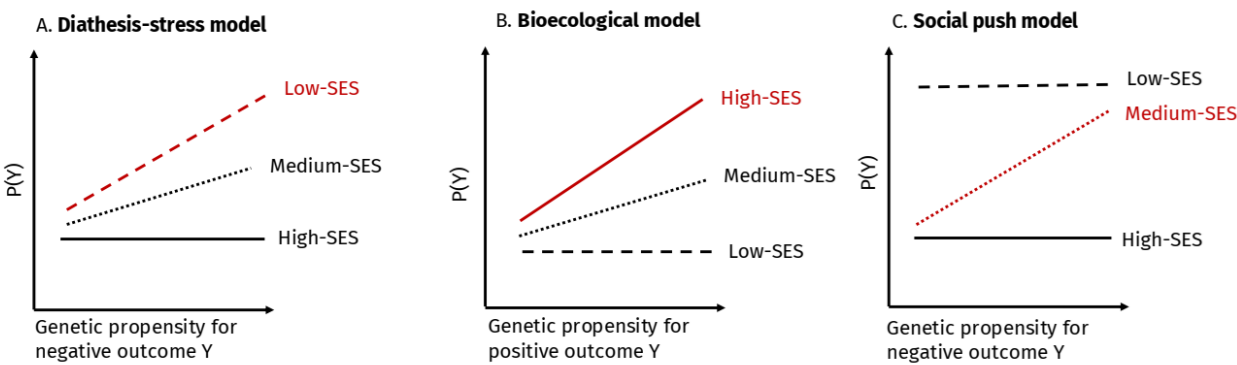 A. Diathesis-stress model
P(Y)
Low-SES
Medium-SES
High-SES
Genetic propensity for
negative outcome Y
B. Bioecological model
P(Y)
High-SES
Medium-SES
Low-SES
Genetic propensity for
positive outcome Y
C. Social push model
P(Y)
Low-SES
Medium-SES
High-SES
Genetic propensity for
negative outcome Y